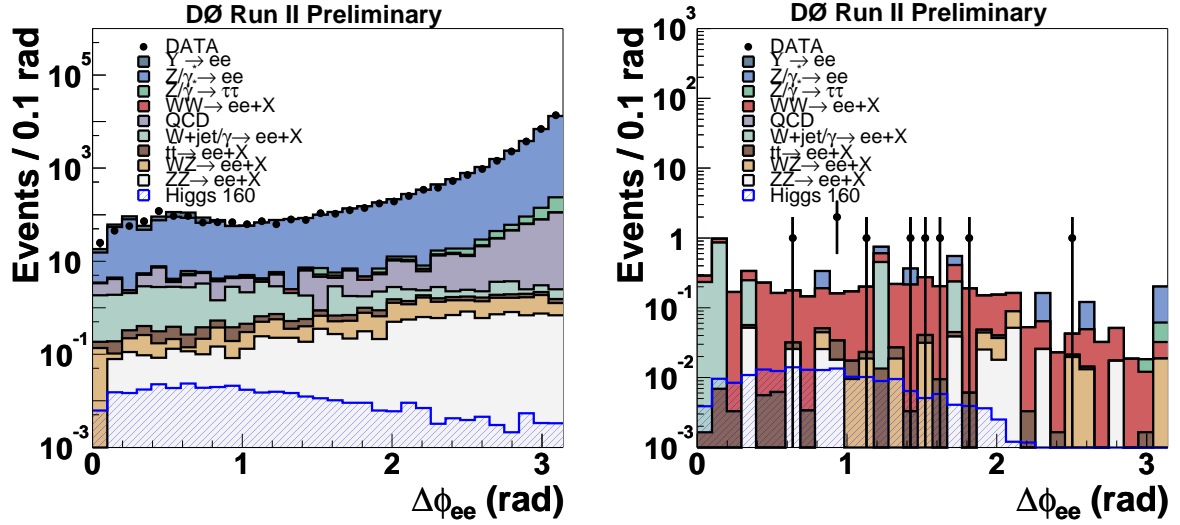 DØ Run II Preliminary
Events / 0.1 rad
10^5
10^3
10
10^-1
10^-3
DATA
ϒ → ee
Z/γ* → ee
Z/γ* → ττ
WW → ee+X
QCD
W+jet/γ → ee+X
tt̄ → ee+X
WZ → ee+X
ZZ → ee+X
Higgs 160
0 1 2 3
Δϕee (rad)
DØ Run II Preliminary
Events / 0.1 rad
10^3
10^2
10
1
10^-1
10^-2
10^-3
DATA
ϒ → ee
Z/γ* → ee
Z/γ* → ττ
WW → ee+X
QCD
W+jet/γ → ee+X
tt̄ → ee+X
WZ → ee+X
ZZ → ee+X
Higgs 160
0 1 2 3
Δϕee (rad)